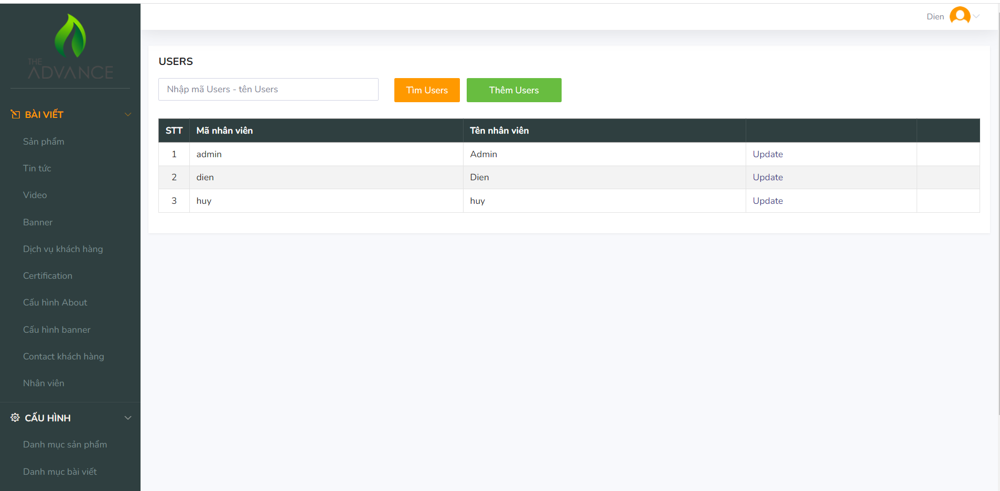 THE
ADVANCE
BÀI VIẾT
Sản phẩm
Tin tức
Video
Banner
Dịch vụ khách hàng
Certification
Cấu hình About
Cấu hình banner
Contact khách hàng
Nhân viên
CẤU HÌNH
Danh mục sản phẩm
Danh mục bài viết
Dien
USERS
Nhập mã Users - tên Users
Tìm Users
Thêm Users
STT Mã nhân viên Tên nhân viên
1 admin Admin Update
2 dien Dien Update
3 huy huy Update